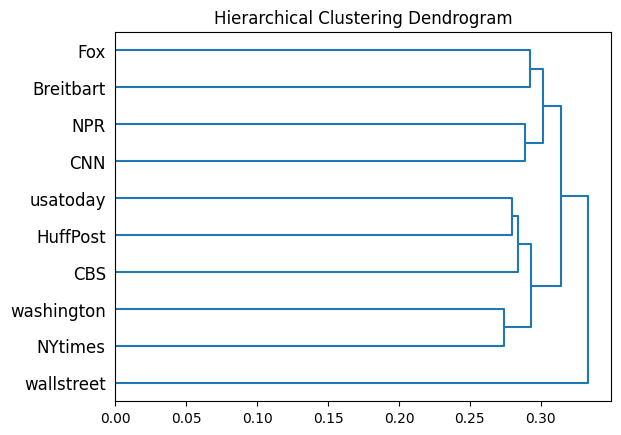 Hierarchical Clustering Dendrogram
Fox
Breitbart
NPR
CNN
usatoday
HuffPost
CBS
washington
NYtimes
wallstreet
0.00 0.05 0.10 0.15 0.20 0.25 0.30